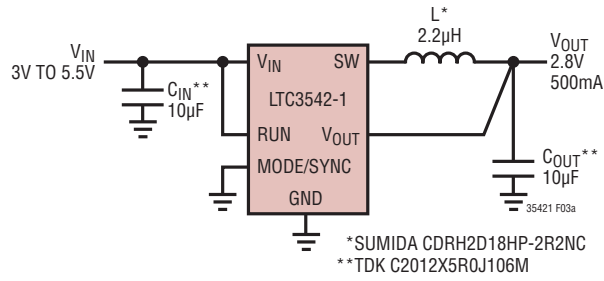 L*
2.2µH
VIN
3V TO 5.5V
CIN**
10µF
VIN
SW
LTC3542-1
RUN
VOUT
MODE/SYNC
GND
VOUT
2.8V
500mA
COUT**
10µF
35421 F03a
*SUMIDA CDRH2D18HP-2R2NC
**TDK C2012X5R0J106M